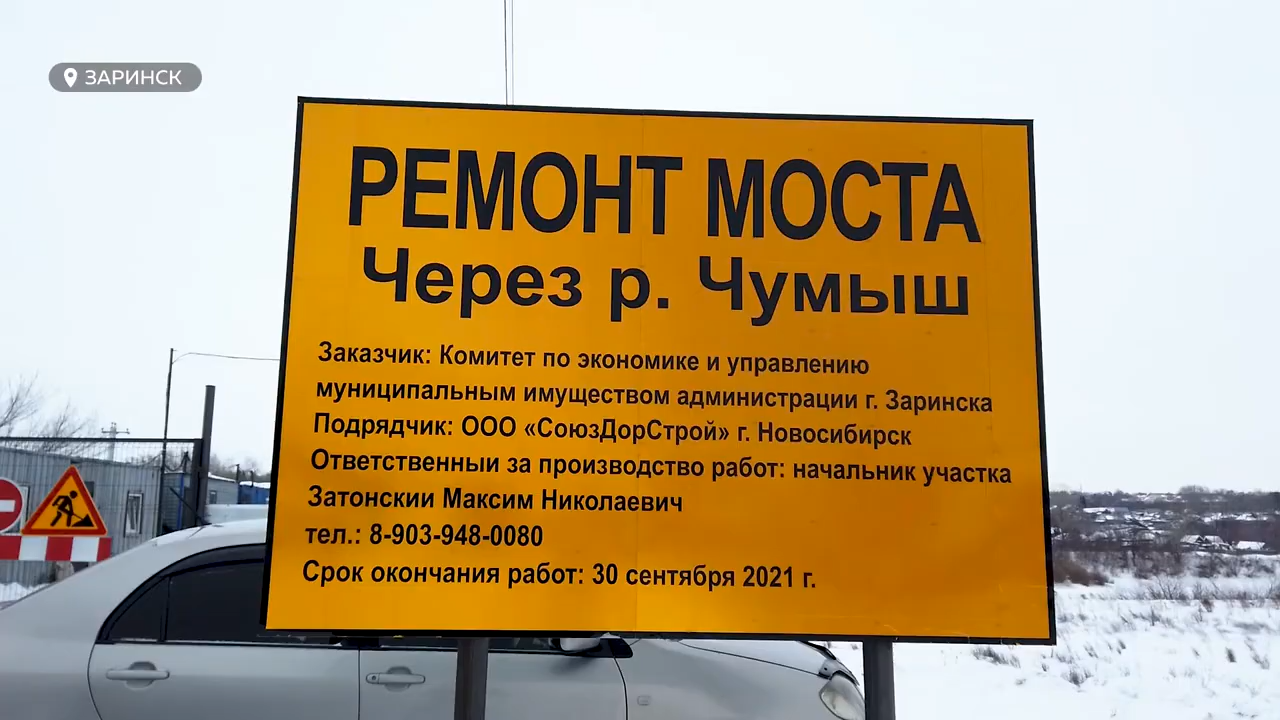 ЗАРИНСК
РЕМОНТ МОСТА
Через р. Чумыш
Заказчик: Комитет по экономике и управлению
муниципальным имуществом администрации г. Заринска
Подрядчик: ООО «СоюзДорСтрой» г. Новосибирск
Ответственныи за производство работ: начальник участка
Затонскии Максим Николаевич
тел.: 8-903-948-0080
Срок окончания работ: 30 сентября 2021 г.